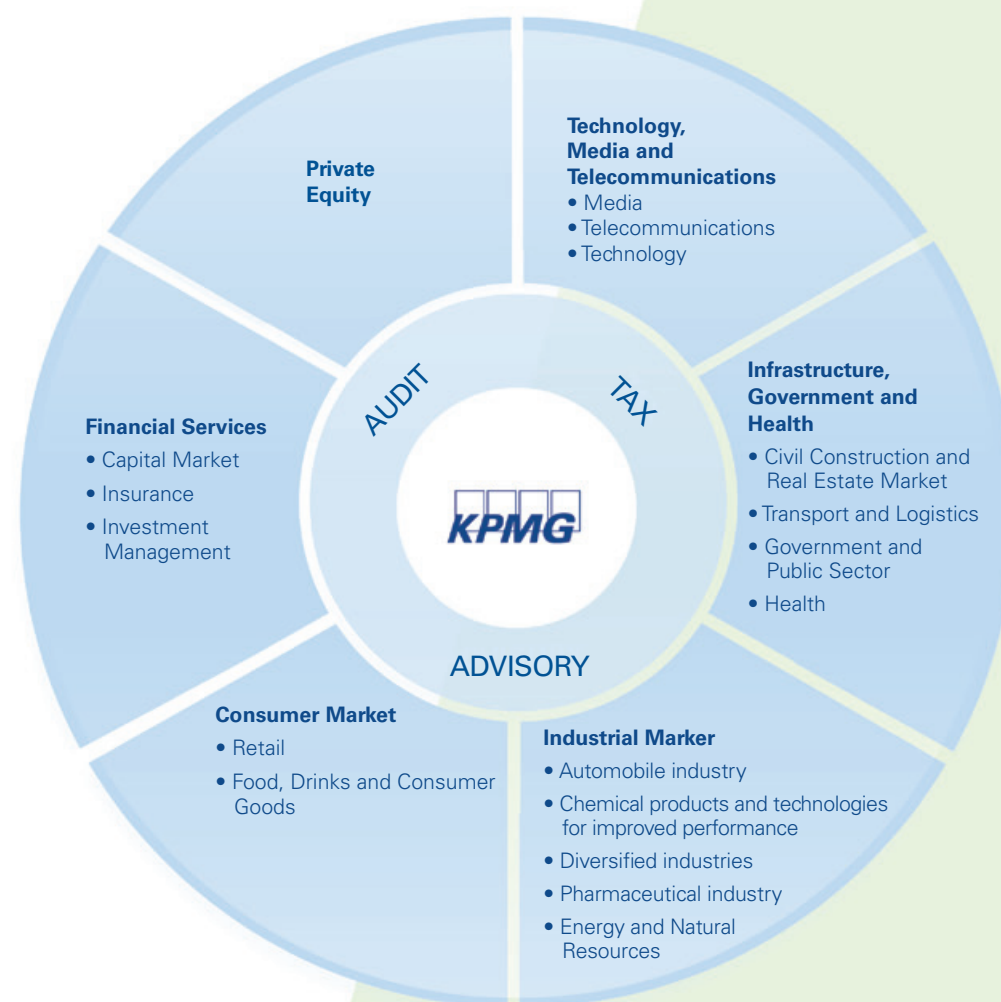 Private
Equity
Technology,
Media and
Telecommunications
• Media
• Telecommunications
• Technology
Financial Services
• Capital Market
• Insurance
• Investment
Management
AUDIT
TAX
KPMG
ADVISORY
Infrastructure,
Government and
Health
• Civil Construction and
Real Estate Market
• Transport and Logistics
• Government and
Public Sector
• Health
Consumer Market
• Retail
• Food, Drinks and Consumer
Goods
Industrial Marker
• Automobile industry
• Chemical products and technologies
for improved performance
• Diversified industries
• Pharmaceutical industry
• Energy and Natural
Resources